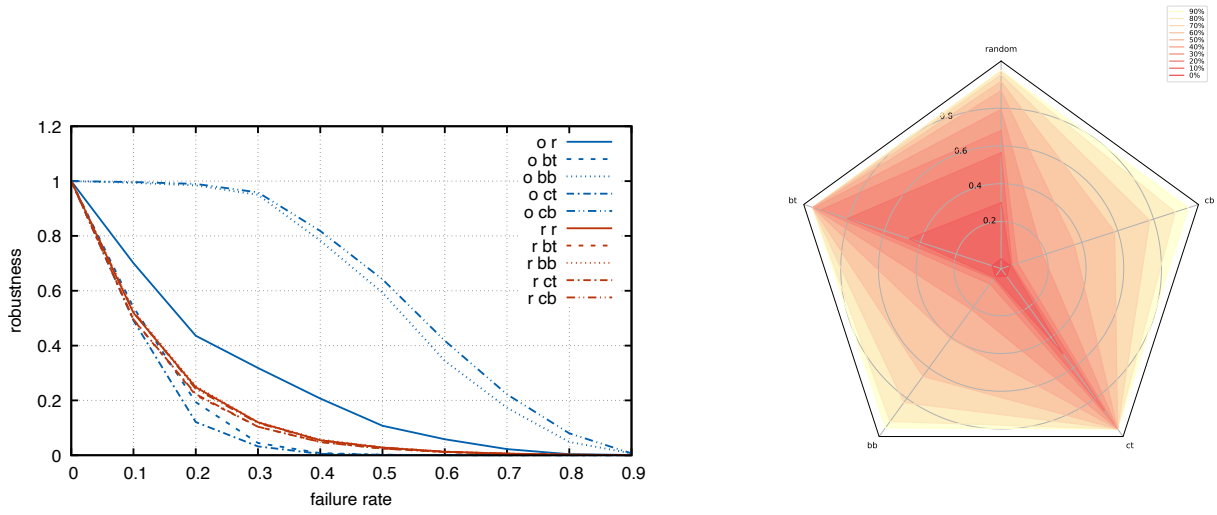 1.2
1
0.8
0.6
0.4
0.2
0
robustness
0 0.1 0.2 0.3 0.4 0.5 0.6 0.7 0.8 0.9
failure rate
o r
o bt
o bb
o ct
o cb
r r
r bt
r bb
r ct
r cb
90%
80%
70%
60%
50%
40%
30%
20%
10%
0%
random
0.8
0.6
0.4
0.2
bt
cb
bb
ct